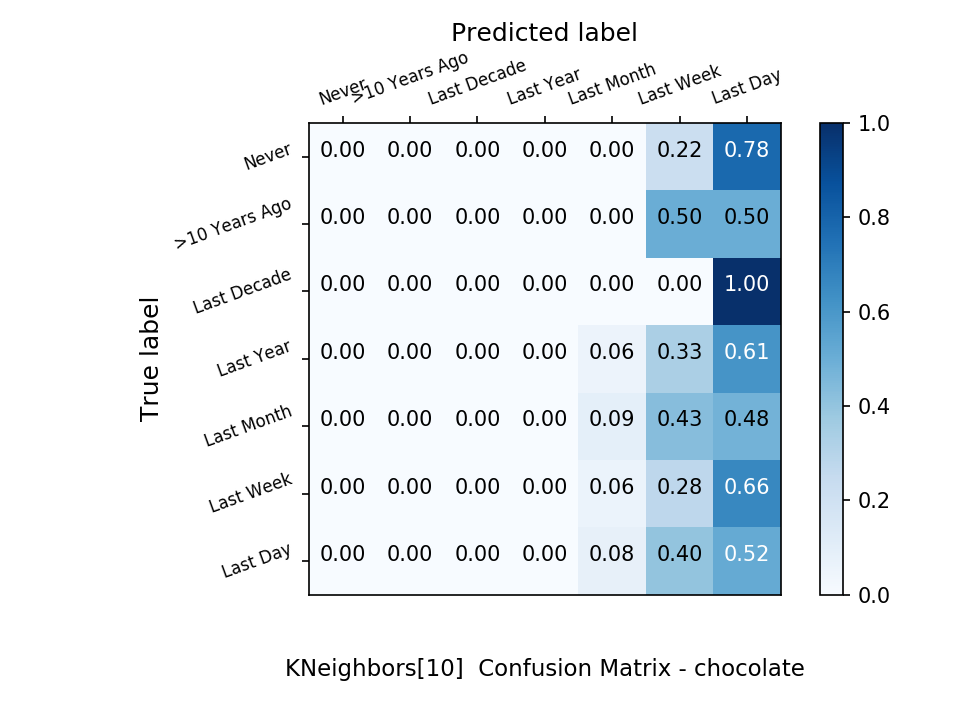 Predicted label
Never >10 Years Ago Last Decade Last Year Last Month Last Week Last Day
Never 0.00 0.00 0.00 0.00 0.00 0.22 0.78
>10 Years Ago 0.00 0.00 0.00 0.00 0.00 0.50 0.50
Last Decade 0.00 0.00 0.00 0.00 0.00 0.00 1.00
Last Year 0.00 0.00 0.00 0.00 0.06 0.33 0.61
Last Month 0.00 0.00 0.00 0.00 0.09 0.43 0.48
Last Week 0.00 0.00 0.00 0.00 0.06 0.28 0.66
Last Day 0.00 0.00 0.00 0.00 0.08 0.40 0.52
True label
1.0
0.8
0.6
0.4
0.2
0.0
KNeighbors[10] Confusion Matrix - chocolate